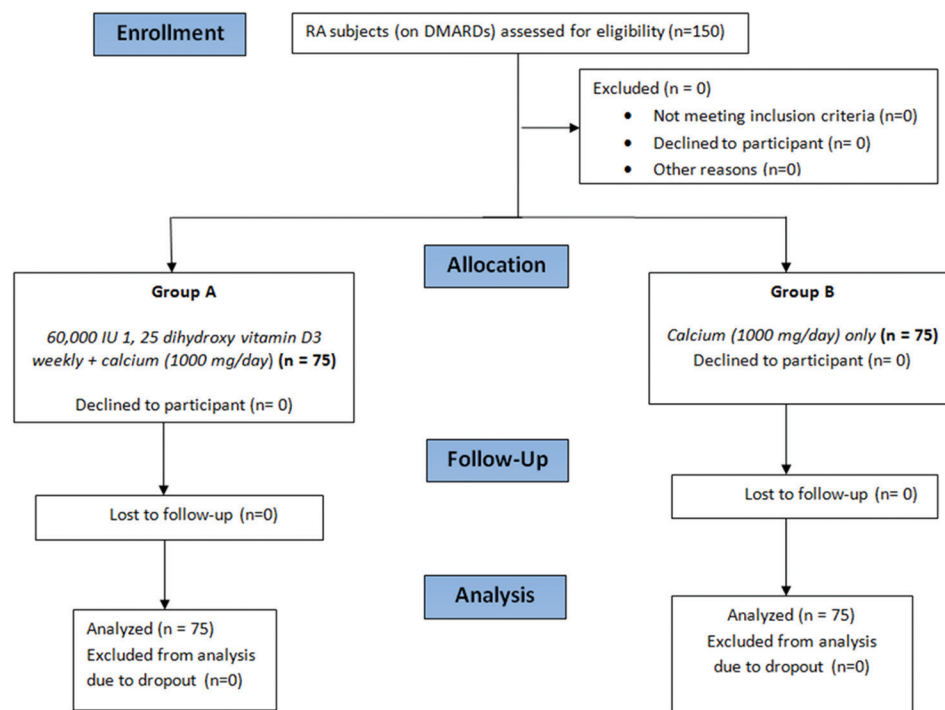 Enrollment
RA subjects (on DMARDs) assessed for eligibility (n=150)
Excluded (n = 0)
• Not meeting inclusion criteria (n=0)
• Declined to participant (n= 0)
• Other reasons (n=0)
Allocation
Group A
60,000 IU 1, 25 dihydroxy vitamin D3
weekly + calcium (1000 mg/day) (n = 75)
Declined to participant (n= 0)
Group B
Calcium (1000 mg/day) only (n = 75)
Declined to participant (n= 0)
Follow-Up
Lost to follow-up (n=0)
Lost to follow-up (n= 0)
Analysis
Analyzed (n = 75)
Excluded from analysis
due to dropout (n=0)
Analyzed (n = 75)
Excluded from analysis
due to dropout (n=0)